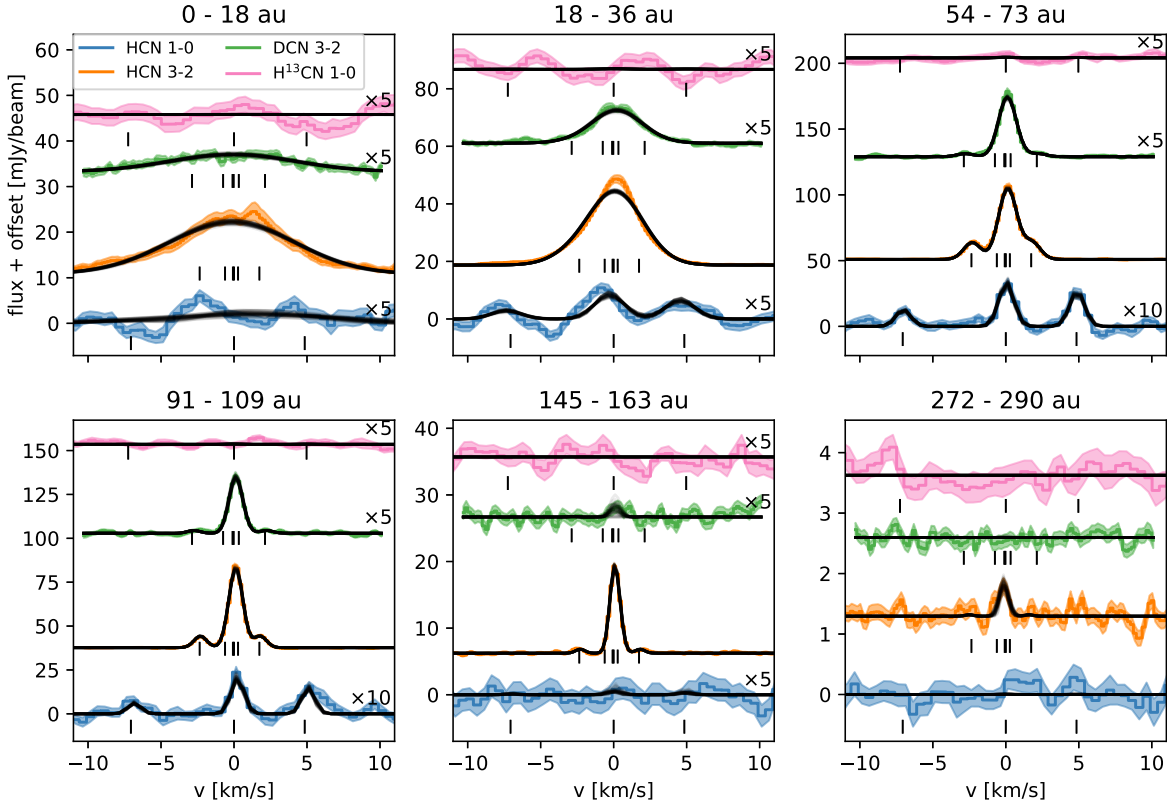 0 - 18 au
18 - 36 au
54 - 73 au
HCN 1-0
DCN 3-2
HCN 3-2
H¹³CN 1-0
flux + offset [mJy/beam]
60
50
40
30
20
10
0
×5
×5
×5
80
60
40
20
0
×5
×5
×5
200
150
100
50
0
×5
×5
×10
91 - 109 au
145 - 163 au
272 - 290 au
flux + offset [mJy/beam]
150
125
100
75
50
25
0
×5
×5
×10
40
30
20
10
0
×5
×5
×5
4
3
2
1
0
−10 −5 0 5 10
−10 −5 0 5 10
−10 −5 0 5 10
v [km/s]
v [km/s]
v [km/s]